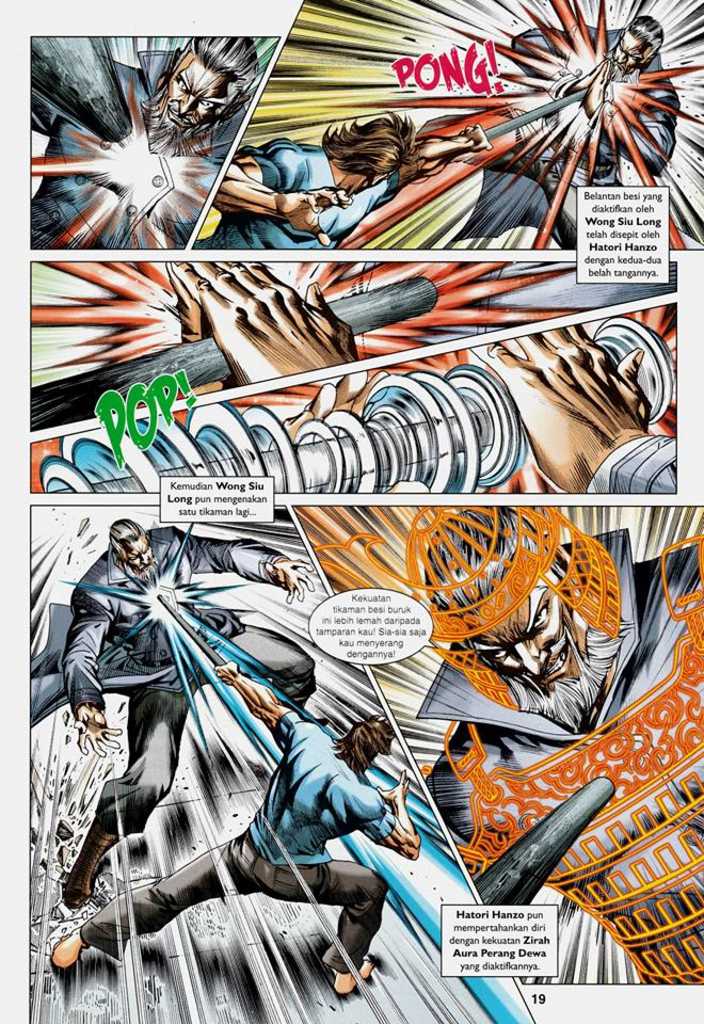 PONG!
Belantan besi yang
diaktifkan oleh
Wong Siu Long
telah disepit oleh
Hatori Hanzo
dengan kedua-dua
belah tangannya.
POP!
Kemudian Wong Siu
Long pun mengenakan
satu tikaman lagi...
Kekuatan
tikaman besi buruk
ini lebih lemah daripada
tamparan kau! Sia-sia saja
kau menyerang
dengannya!
Hatori Hanzo pun
mempertahankan diri
dengan kekuatan Zirah
Aura Perang Dewa
yang diaktifkannya.
19